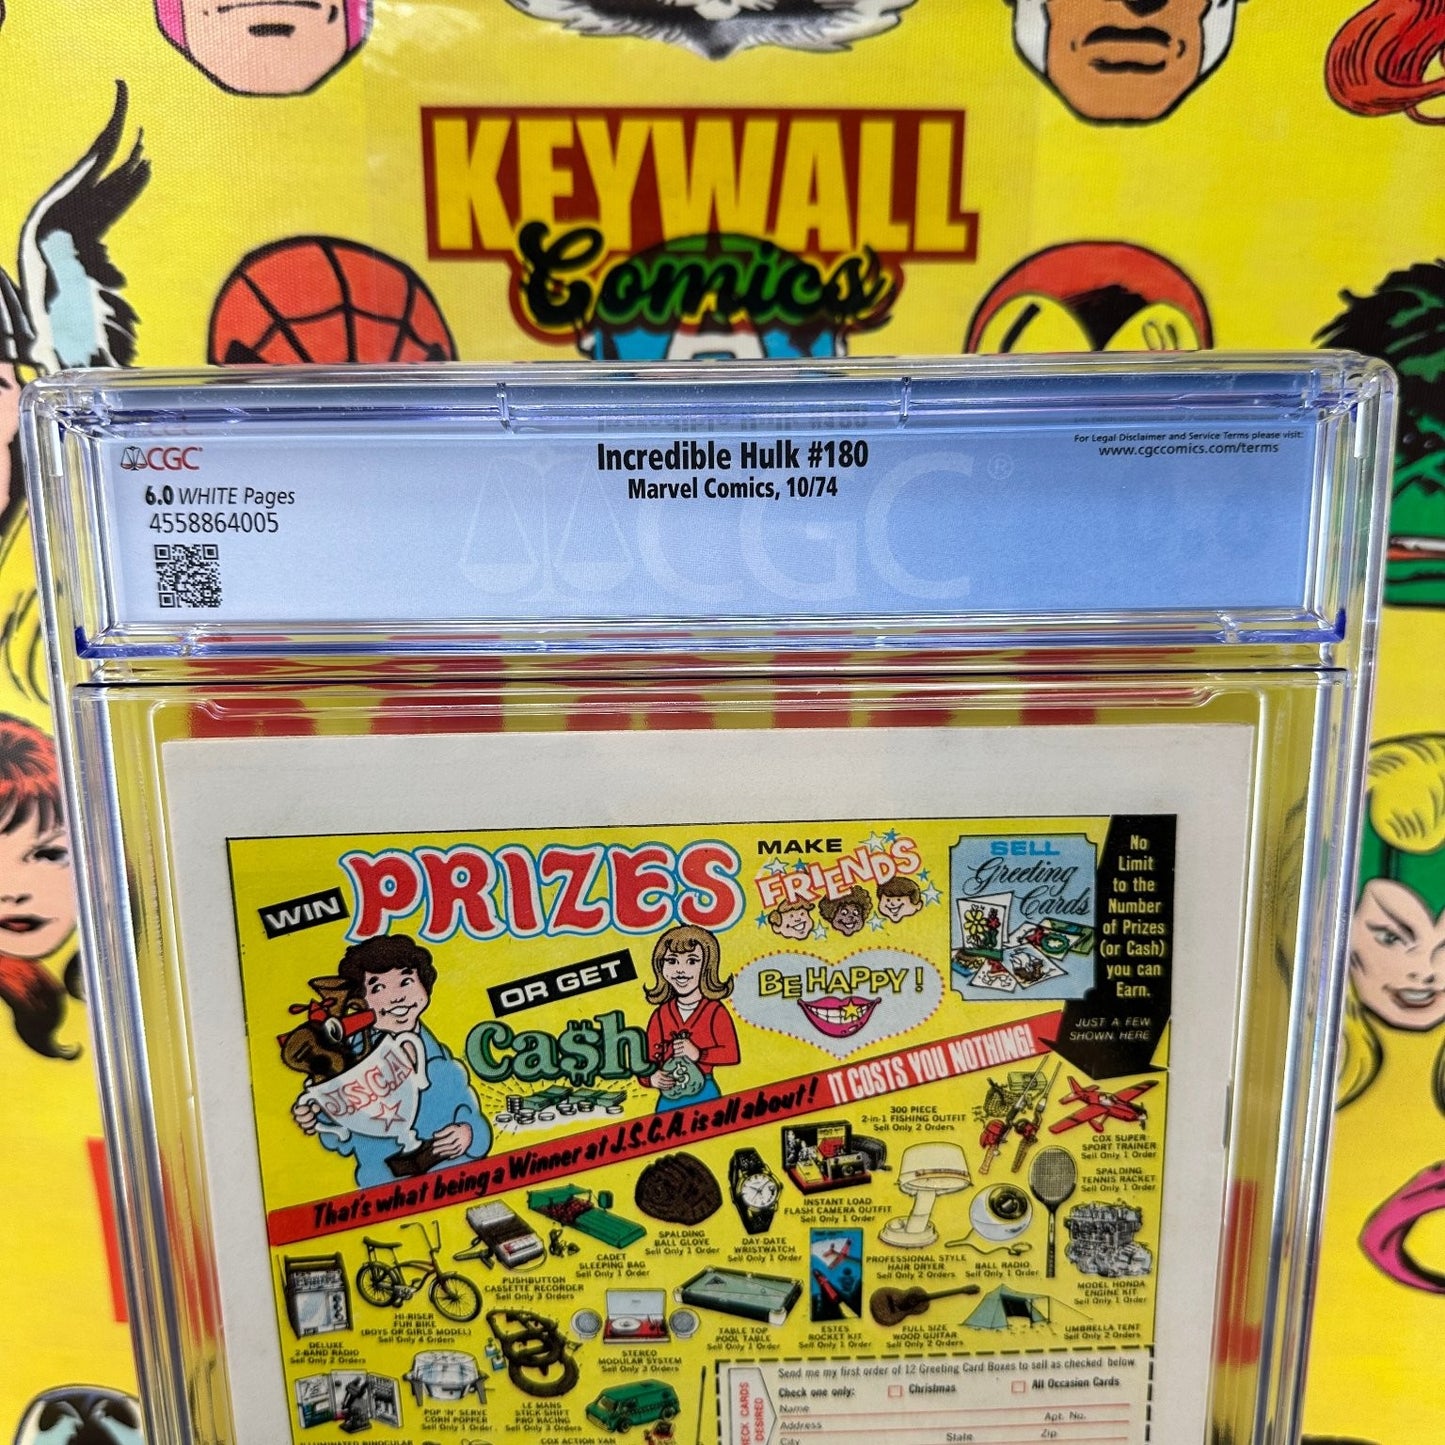 KEYWALL
Comics
CGC
6.0 WHITE Pages
4558864005
Incredible Hulk #180
Marvel Comics, 10/74
For Legal Disclaimer and Service Terms please visit:
www.cgccomics.com/terms
CGC®
WIN PRIZES
OR GET
Cash
MAKE
FRIENDS
BE HAPPY!
SELL
Greeting
Cards
No
Limit
to the
Number
of Prizes
(or Cash)
you can
Earn.
JUST A FEW
SHOWN HERE
J.S.C.A.
$
That's what being a Winner at J.S.C.A. is all about! IT COSTS YOU NOTHING!
300 PIECE
2-in-1 FISHING OUTFIT
Sell Only 2 Orders
COX SUPER
SPORT TRAINER
Sell Only 1 Order
SPALDING
TENNIS RACKET
Sell Only 1 Order
INSTANT LOAD
FLASH CAMERA OUTFIT
Sell Only 1 Order
SPALDING
BALL GLOVE
Sell Only 1 Order
DAY-DATE
WRISTWATCH
Sell Only 1 Order
CADET
SLEEPING BAG
Sell Only 1 Order
PUSHBUTTON
CASSETTE RECORDER
Sell Only 3 Orders
PROFESSIONAL STYLE
HAIR DRYER
Sell Only 2 Orders
BALL RADIO
Sell Only 1 Order
MODEL HONDA
ENGINE KIT
Sell Only 1 Order
HI-RISER
FUN BIKE
(BOYS OR GIRLS MODEL)
Sell Only 4 Orders
DELUXE
2-BAND RADIO
Sell Only 2 Orders
STEREO
MODULAR SYSTEM
Sell Only 3 Orders
TABLE TOP
POOL TABLE
Sell Only 1 Order
ESTES
ROCKET KIT
Sell Only 1 Order
FULL SIZE
WOOD GUITAR
Sell Only 2 Orders
UMBRELLA TENT
Sell Only 2 Orders
POP 'N' SERVE
CORN POPPER
Sell Only 1 Order
LE MANS
STICK-SHIFT
PRO RACING
Sell Only 3 Orders
COX ACTION VAN
Send me my first order of 12 Greeting Card Boxes to sell as checked below
Check one only: Christmas All Occasion Cards
Name
Address Apt. No.
City State Zip
CARDS
DESIRED